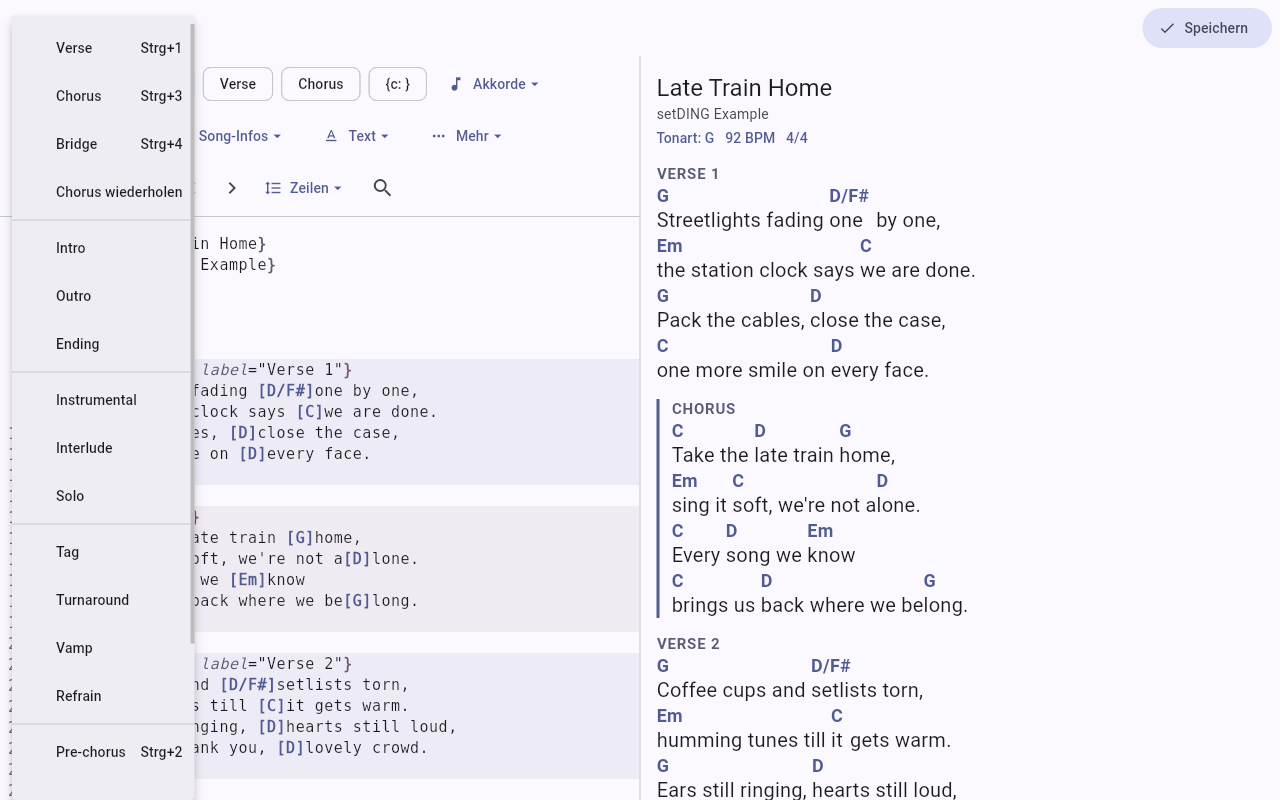 Verse Strg+1
Chorus Strg+3
Bridge Strg+4
Chorus wiederholen
Intro
Outro
Ending
Instrumental
Interlude
Solo
Tag
Turnaround
Vamp
Refrain
Pre-chorus Strg+2
Speichern
Verse Chorus {c: } Akkorde
Song-Infos Text Mehr
Zeilen
in Home}
Example}
label="Verse 1"}
fading [D/F#]one by one,
clock says [C]we are done.
es, [D]close the case,
e on [D]every face.
}
ate train [G]home,
oft, we're not a[D]lone.
we [Em]know
back where we be[G]long.
label="Verse 2"}
nd [D/F#]setlists torn,
s till [C]it gets warm.
nging, [D]hearts still loud,
ank you, [D]lovely crowd.
Late Train Home
setDING Example
Tonart: G 92 BPM 4/4
VERSE 1
G D/F#
Streetlights fading one by one,
Em C
the station clock says we are done.
G D
Pack the cables, close the case,
C D
one more smile on every face.
CHORUS
C D G
Take the late train home,
Em C D
sing it soft, we're not alone.
C D Em
Every song we know
C D G
brings us back where we belong.
VERSE 2
G D/F#
Coffee cups and setlists torn,
Em C
humming tunes till it gets warm.
G D
Ears still ringing, hearts still loud,